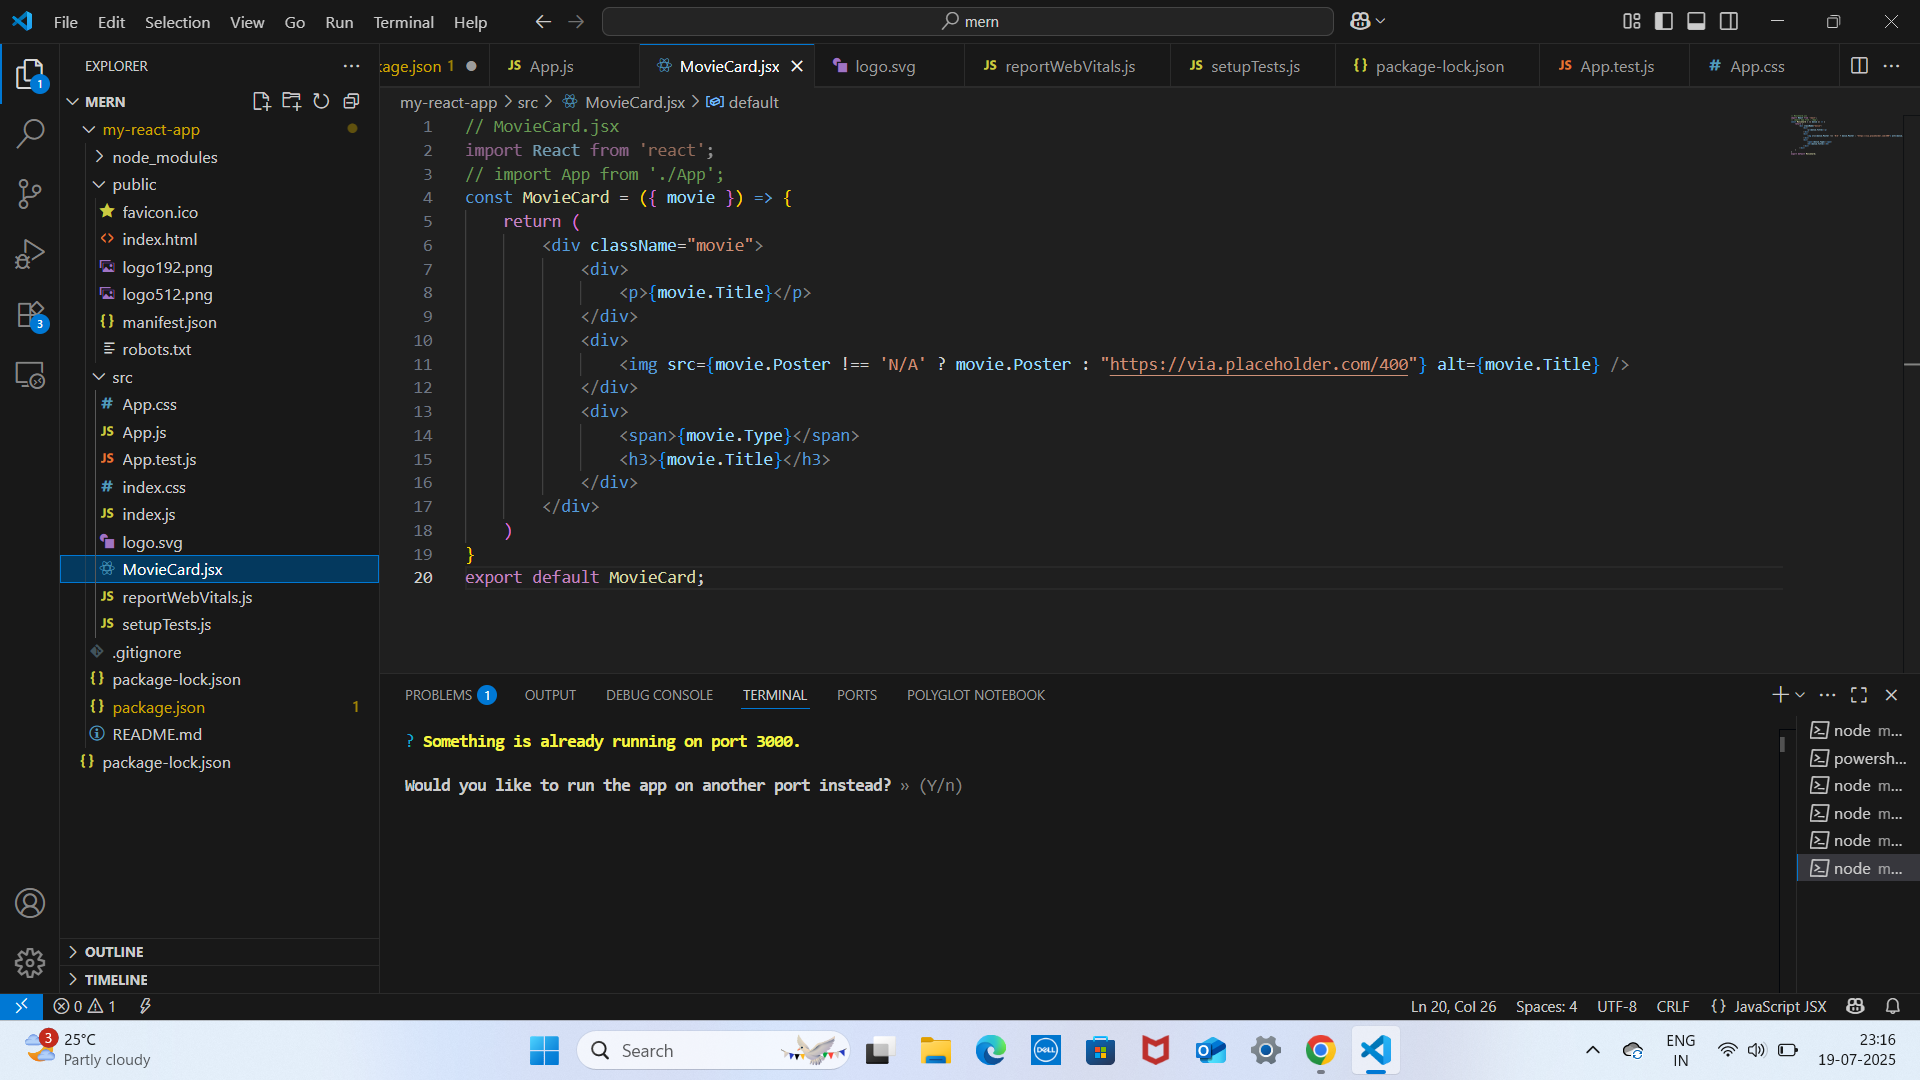 File Edit Selection View Go Run Terminal Help
mern
EXPLORER
MERN
my-react-app
node_modules
public
favicon.ico
index.html
logo192.png
logo512.png
manifest.json
robots.txt
src
App.css
App.js
App.test.js
index.css
index.js
logo.svg
MovieCard.jsx
reportWebVitals.js
setupTests.js
.gitignore
package-lock.json
package.json 1
README.md
package-lock.json
OUTLINE
TIMELINE
1
3
kage.json 1
App.js
MovieCard.jsx
logo.svg
reportWebVitals.js
setupTests.js
package-lock.json
App.test.js
App.css
my-react-app > src > MovieCard.jsx > default
1 // MovieCard.jsx
2 import React from 'react';
3 // import App from './App';
4 const MovieCard = ({ movie }) => {
5 return (
6 <div className="movie">
7 <div>
8 <p>{movie.Title}</p>
9 </div>
10 <div>
11 <img src={movie.Poster !== 'N/A' ? movie.Poster : "https://via.placeholder.com/400"} alt={movie.Title} />
12 </div>
13 <div>
14 <span>{movie.Type}</span>
15 <h3>{movie.Title}</h3>
16 </div>
17 </div>
18 )
19 }
20 export default MovieCard;
PROBLEMS 1 OUTPUT DEBUG CONSOLE TERMINAL PORTS POLYGLOT NOTEBOOK
? Something is already running on port 3000.
Would you like to run the app on another port instead? » (Y/n)
node m...
powersh...
node m...
node m...
node m...
node m...
0 1
Ln 20, Col 26 Spaces: 4 UTF-8 CRLF {} JavaScript JSX
3
25°C
Partly cloudy
Search
DELL
ENG
IN
23:16
19-07-2025